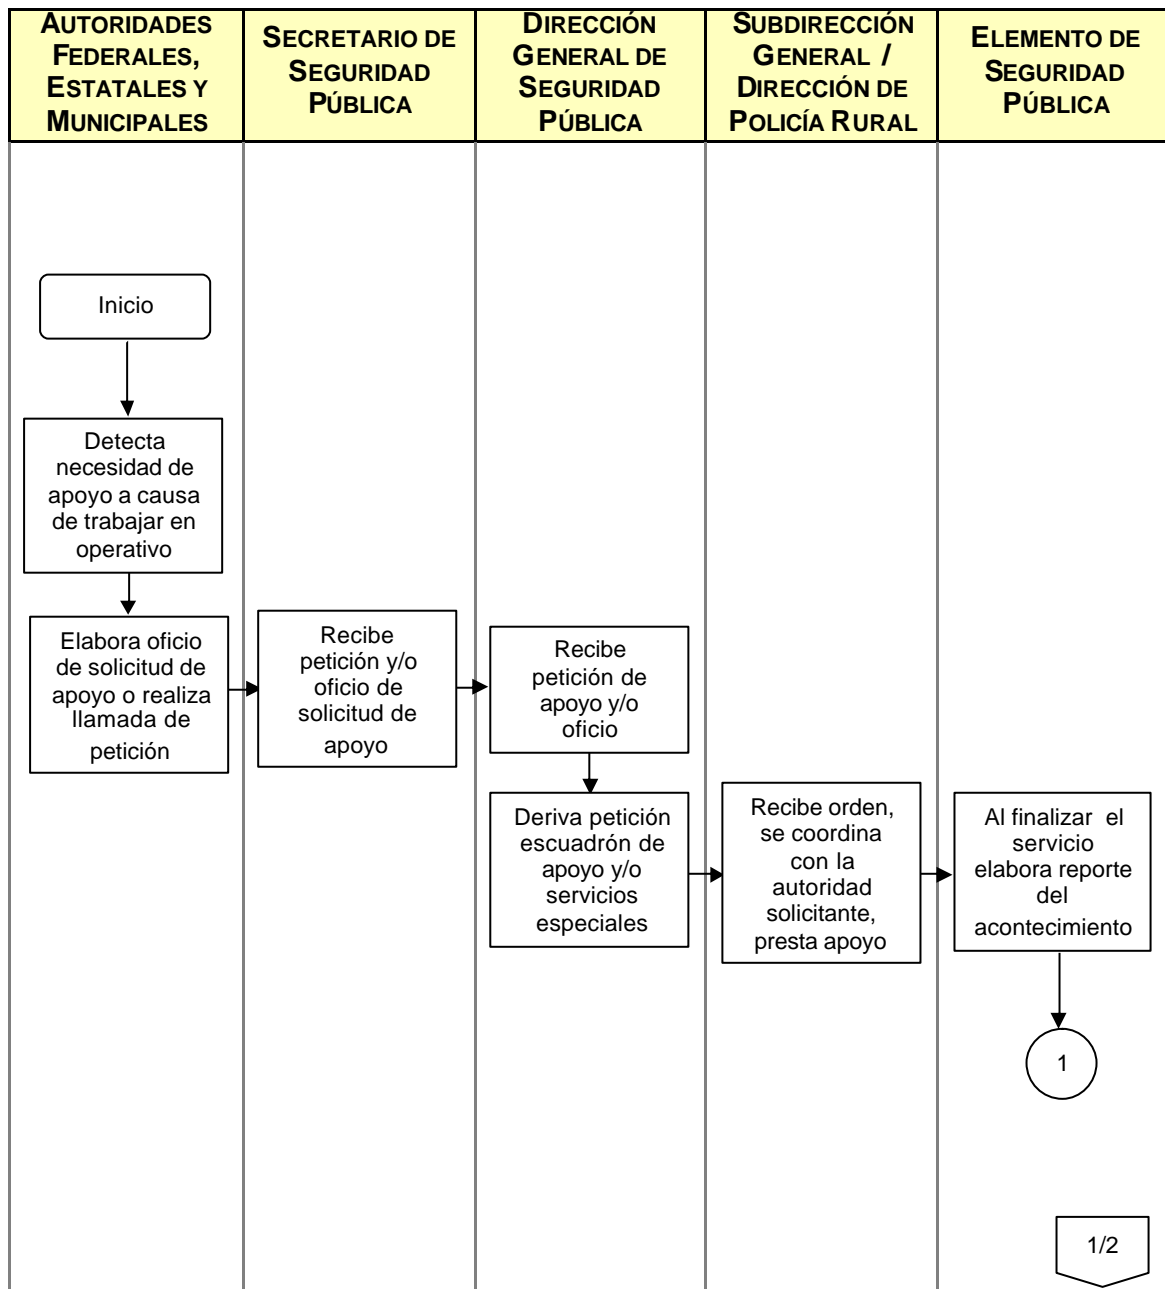 AUTORIDADES
FEDERALES,
ESTATALES Y
MUNICIPALES
SECRETARIO DE
SEGURIDAD
PÚBLICA
DIRECCIÓN
GENERAL DE
SEGURIDAD
PÚBLICA
SUBDIRECCIÓN
GENERAL /
DIRECCIÓN DE
POLICÍA RURAL
ELEMENTO DE
SEGURIDAD
PÚBLICA
Inicio
Detecta
necesidad de
apoyo a causa
de trabajar en
operativo
Elabora oficio
de solicitud de
apoyo o realiza
llamada de
petición
Recibe
petición y/o
oficio de
solicitud de
apoyo
Recibe
petición de
apoyo y/o
oficio
Deriva petición
escuadrón de
apoyo y/o
servicios
especiales
Recibe orden,
se coordina
con la
autoridad
solicitante,
presta apoyo
Al finalizar el
servicio
elabora reporte
del
acontecimiento
1
1/2